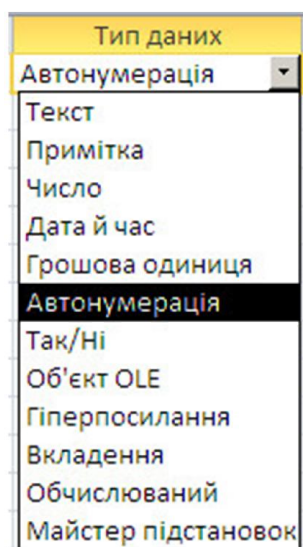 Тип даних
Автонумерація
Текст
Примітка
Число
Дата й час
Грошова одиниця
Автонумерація
Так/Ні
Об'єкт OLE
Гіперпосилання
Вкладення
Обчислюваний
Майстер підстановок